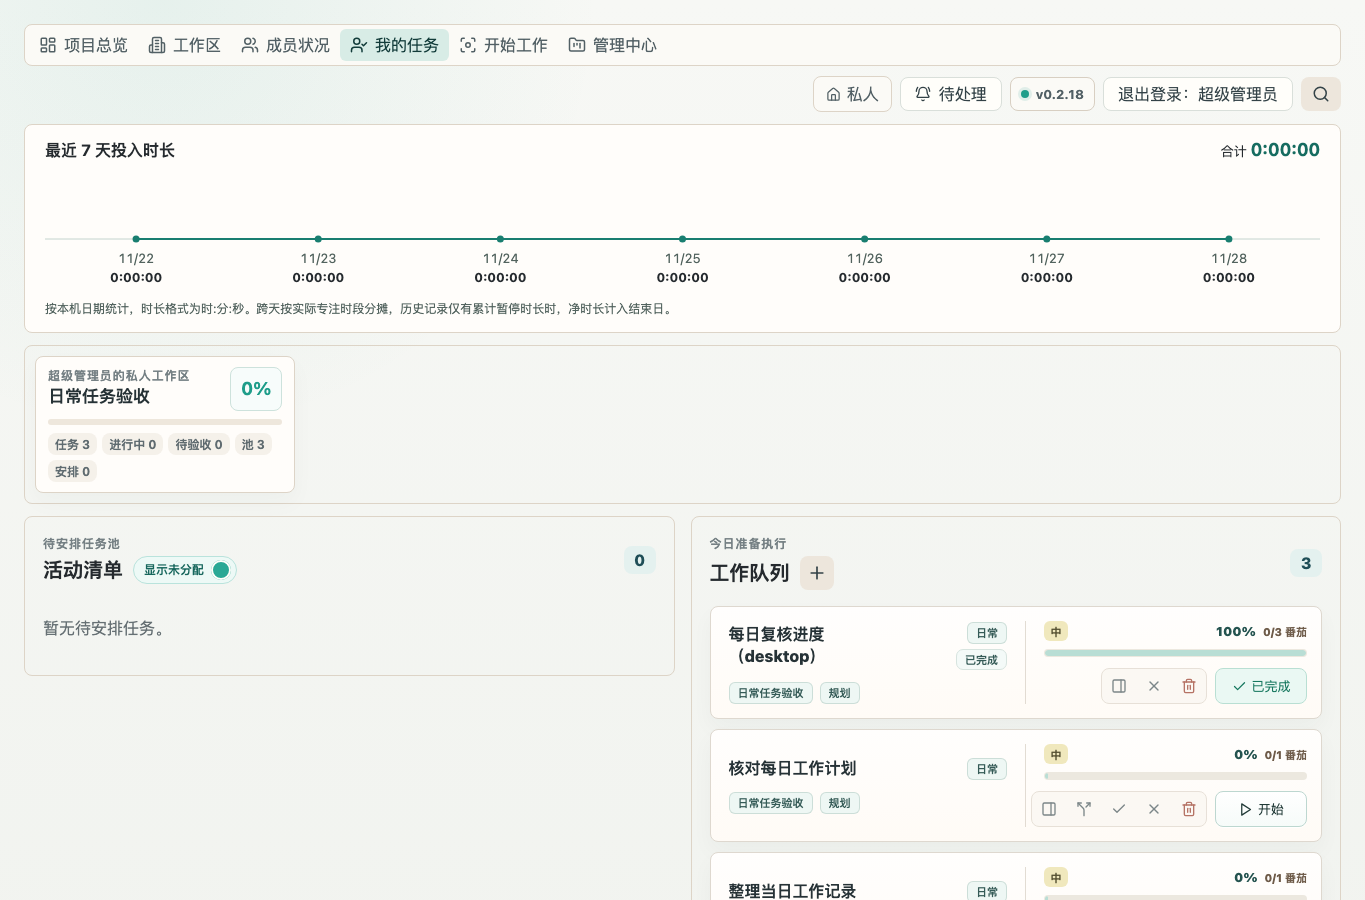 项目总览 工作区 成员状况 我的任务 开始工作 管理中心
私人 待处理 v0.2.18 退出登录：超级管理员
最近 7 天投入时长 合计 0:00:00
11/22 11/23 11/24 11/25 11/26 11/27 11/28
0:00:00 0:00:00 0:00:00 0:00:00 0:00:00 0:00:00 0:00:00
按本机日期统计，时长格式为时:分:秒。跨天按实际专注时段分摊，历史记录仅有累计暂停时长时，净时长计入结束日。
超级管理员的私人工作区
日常任务验收
0%
任务 3 进行中 0 待验收 0 池 3
安排 0
待安排任务池
活动清单 显示未分配
0
暂无待安排任务。
今日准备执行
工作队列
3
每日复核进度
（desktop）
日常
已完成
日常任务验收 规划
中 100% 0/3 番茄
已完成
核对每日工作计划
日常
日常任务验收 规划
中 0% 0/1 番茄
开始
整理当日工作记录
日常
中 0% 0/1 番茄